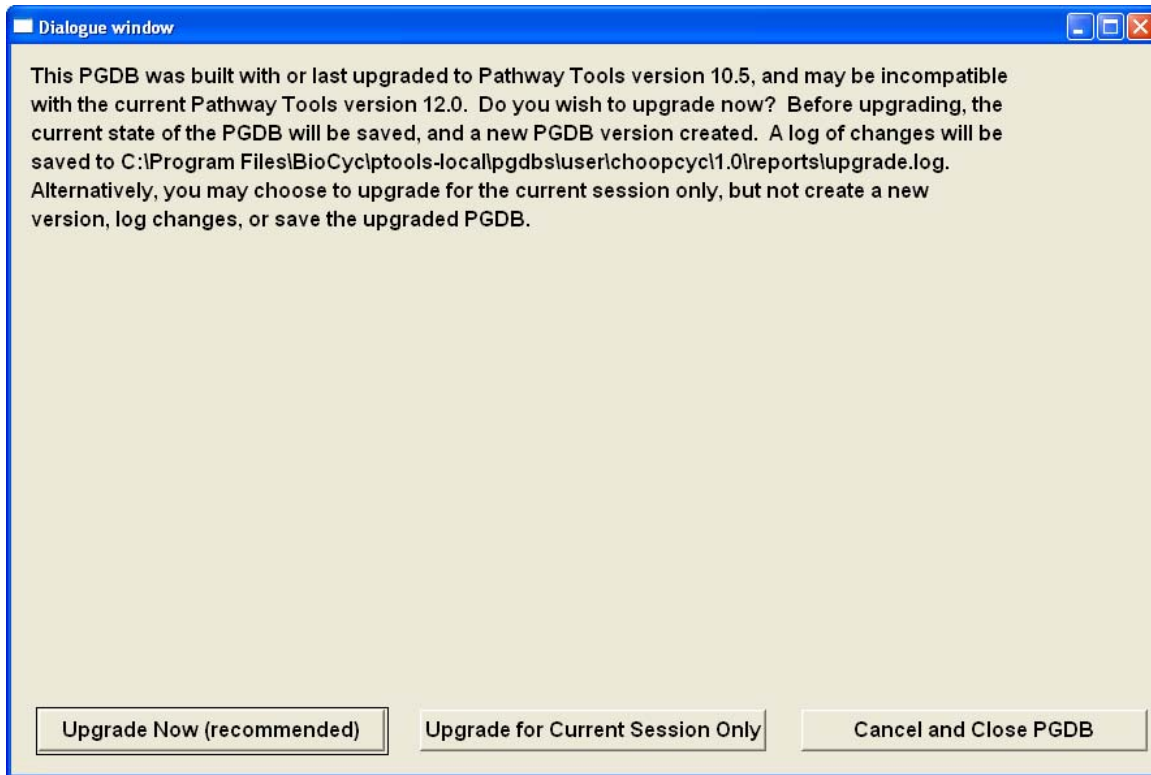 Dialogue window
This PGDB was built with or last upgraded to Pathway Tools version 10.5, and may be incompatible
with the current Pathway Tools version 12.0.  Do you wish to upgrade now?  Before upgrading, the
current state of the PGDB will be saved, and a new PGDB version created.  A log of changes will be
saved to C:\Program Files\BioCyc\ptools-local\pgdbs\user\choopcyc\1.0\reports\upgrade.log.
Alternatively, you may choose to upgrade for the current session only, but not create a new
version, log changes, or save the upgraded PGDB.
Upgrade Now (recommended)
Upgrade for Current Session Only
Cancel and Close PGDB